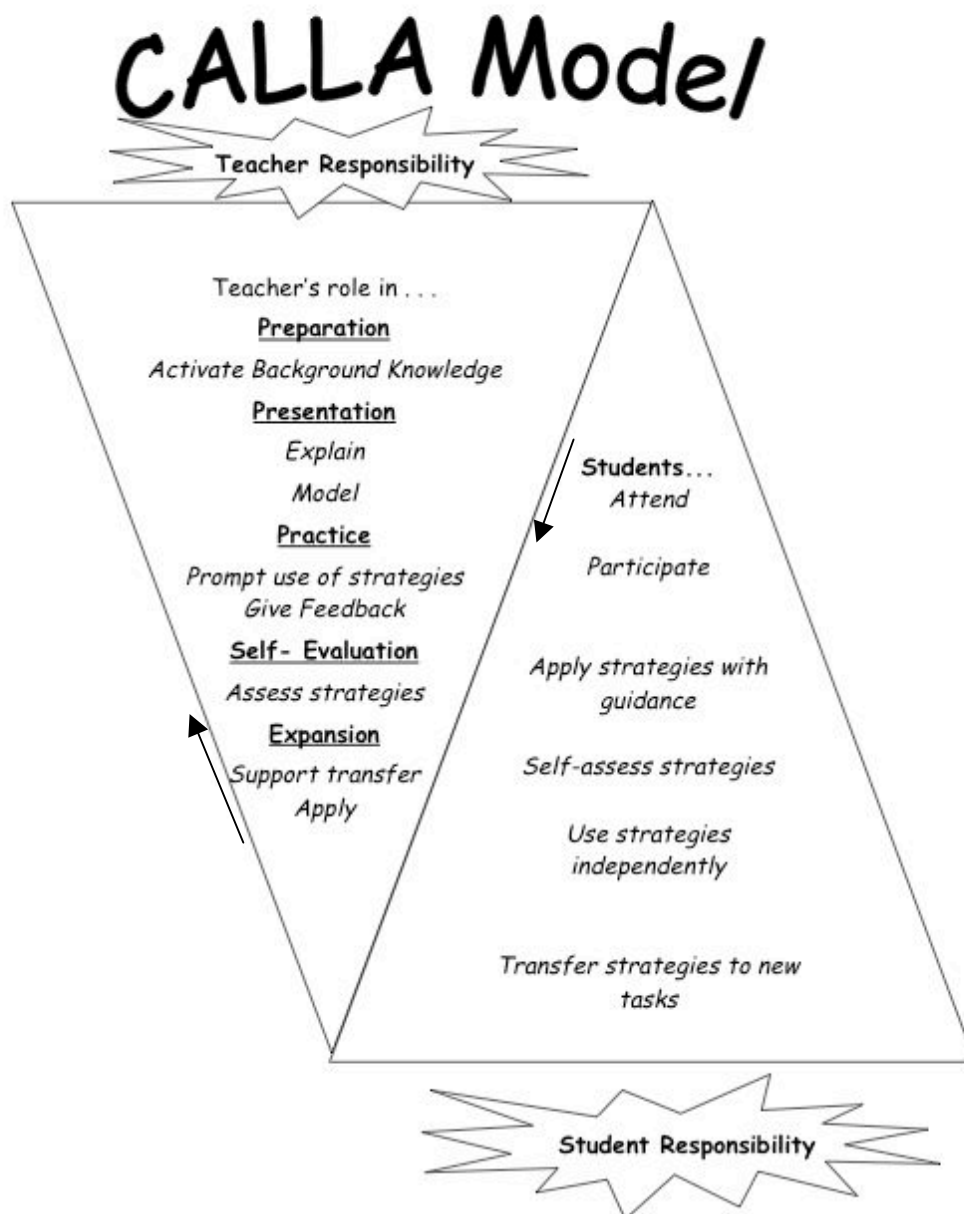 CALLA Model
Teacher Responsibility
Teacher's role in . . .
Preparation
Activate Background Knowledge
Presentation
Explain
Model
Practice
Prompt use of strategies
Give Feedback
Self- Evaluation
Assess strategies
Expansion
Support transfer
Apply
Students...
Attend
Participate
Apply strategies with
guidance
Self-assess strategies
Use strategies
independently
Transfer strategies to new
tasks
Student Responsibility